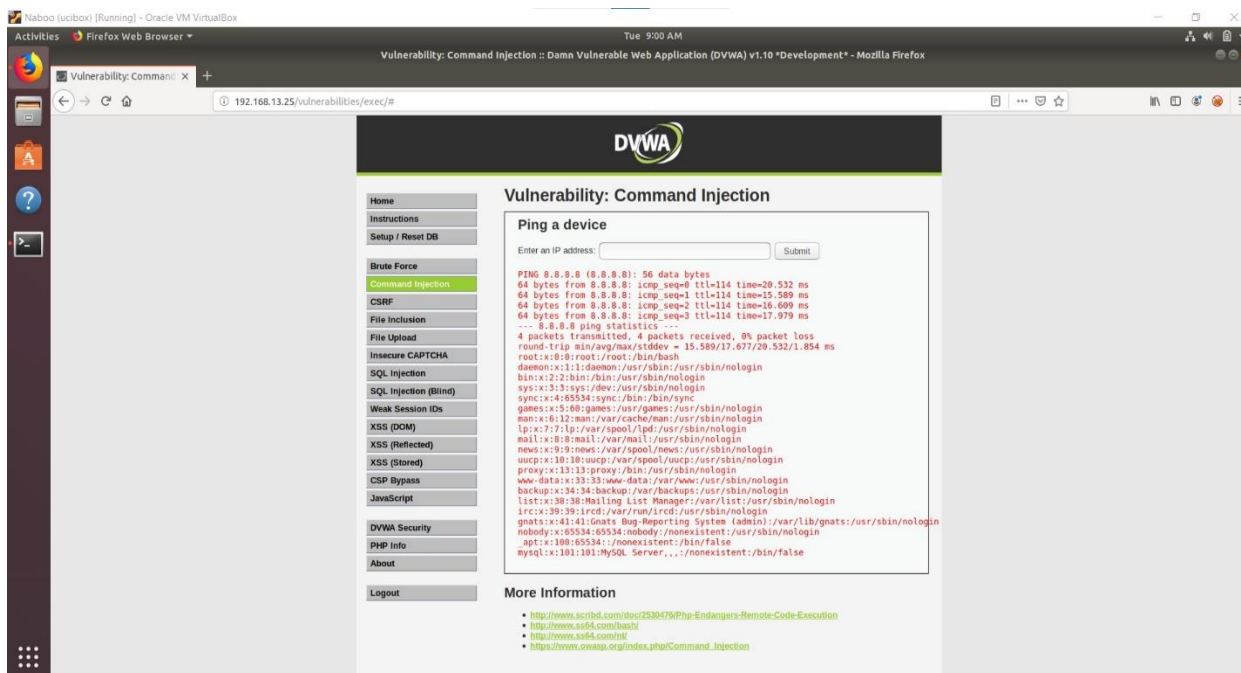 Naboo (ucibox) [Running] - Oracle VM VirtualBox
Activities Firefox Web Browser Tue 9:00 AM
Vulnerability: Command Injection :: Damn Vulnerable Web Application (DVWA) v1.10 *Development* - Mozilla Firefox
Vulnerability: Command
192.168.13.25/vulnerabilities/exec/#
DVWA
Home
Instructions
Setup / Reset DB
Brute Force
Command Injection
CSRF
File Inclusion
File Upload
Insecure CAPTCHA
SQL Injection
SQL Injection (Blind)
Weak Session IDs
XSS (DOM)
XSS (Reflected)
XSS (Stored)
CSP Bypass
JavaScript
DVWA Security
PHP Info
About
Logout
Vulnerability: Command Injection
Ping a device
Enter an IP address: Submit
PING 8.8.8.8 (8.8.8.8): 56 data bytes
64 bytes from 8.8.8.8: icmp_seq=0 ttl=114 time=20.532 ms
64 bytes from 8.8.8.8: icmp_seq=1 ttl=114 time=15.589 ms
64 bytes from 8.8.8.8: icmp_seq=2 ttl=114 time=16.609 ms
64 bytes from 8.8.8.8: icmp_seq=3 ttl=114 time=17.979 ms
--- 8.8.8.8 ping statistics ---
4 packets transmitted, 4 packets received, 0% packet loss
round-trip min/avg/max/stddev = 15.589/17.677/20.532/1.854 ms
root:x:0:0:root:/root:/bin/bash
daemon:x:1:1:daemon:/usr/sbin:/usr/sbin/nologin
bin:x:2:2:bin:/bin:/usr/sbin/nologin
sys:x:3:3:sys:/dev:/usr/sbin/nologin
sync:x:4:65534:sync:/bin:/bin/sync
games:x:5:60:games:/usr/games:/usr/sbin/nologin
man:x:6:12:man:/var/cache/man:/usr/sbin/nologin
lp:x:7:7:lp:/var/spool/lpd:/usr/sbin/nologin
mail:x:8:8:mail:/var/mail:/usr/sbin/nologin
news:x:9:9:news:/var/spool/news:/usr/sbin/nologin
uucp:x:10:10:uucp:/var/spool/uucp:/usr/sbin/nologin
proxy:x:13:13:proxy:/bin:/usr/sbin/nologin
www-data:x:33:33:www-data:/var/www:/usr/sbin/nologin
backup:x:34:34:backup:/var/backups:/usr/sbin/nologin
list:x:38:38:Mailing List Manager:/var/list:/usr/sbin/nologin
irc:x:39:39:ircd:/var/run/ircd:/usr/sbin/nologin
gnats:x:41:41:Gnats Bug-Reporting System (admin):/var/lib/gnats:/usr/sbin/nologin
nobody:x:65534:65534:nobody:/nonexistent:/usr/sbin/nologin
_apt:x:100:65534::/nonexistent:/bin/false
mysql:x:101:101:MySQL Server,,,:/nonexistent:/bin/false
More Information
http://www.scribd.com/doc/2530476/Php-Endangers-Remote-Code-Execution
http://www.ss64.com/bash/
http://www.ss64.com/nt/
https://www.owasp.org/index.php/Command_Injection